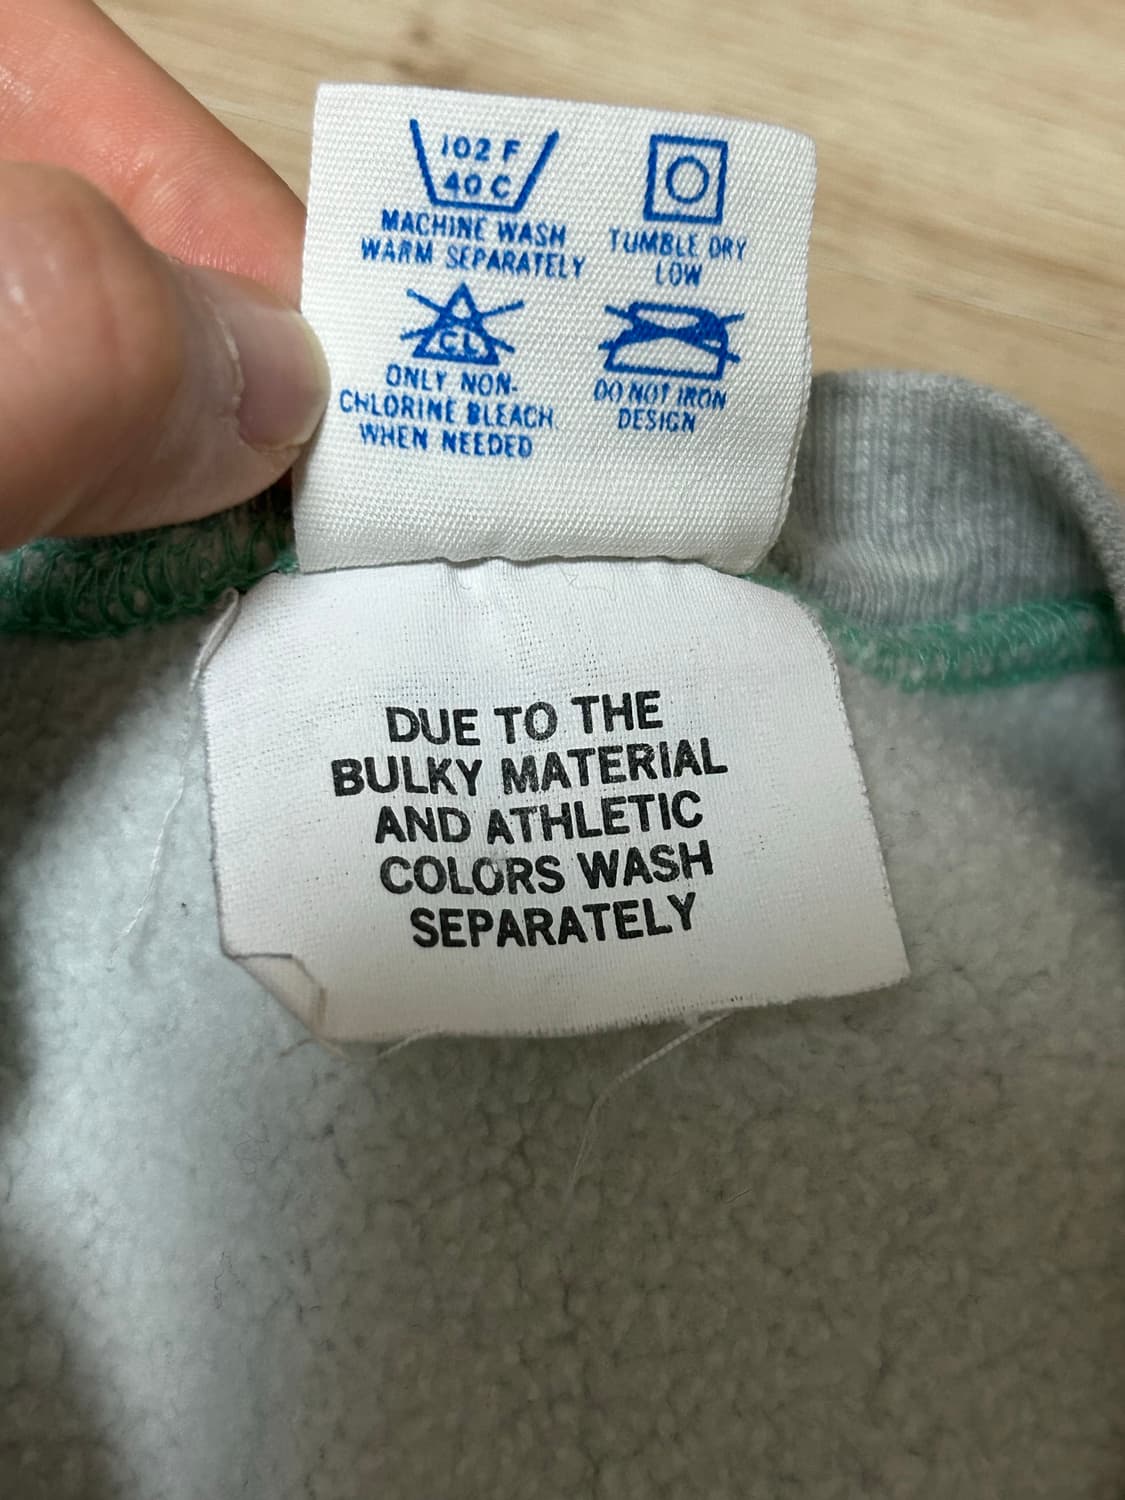 102 F
40 C
MACHINE WASH
WARM SEPARATELY
TUMBLE DRY
LOW
CL
ONLY NON-
CHLORINE BLEACH
WHEN NEEDED
DO NOT IRON
DESIGN
DUE TO THE
BULKY MATERIAL
AND ATHLETIC
COLORS WASH
SEPARATELY